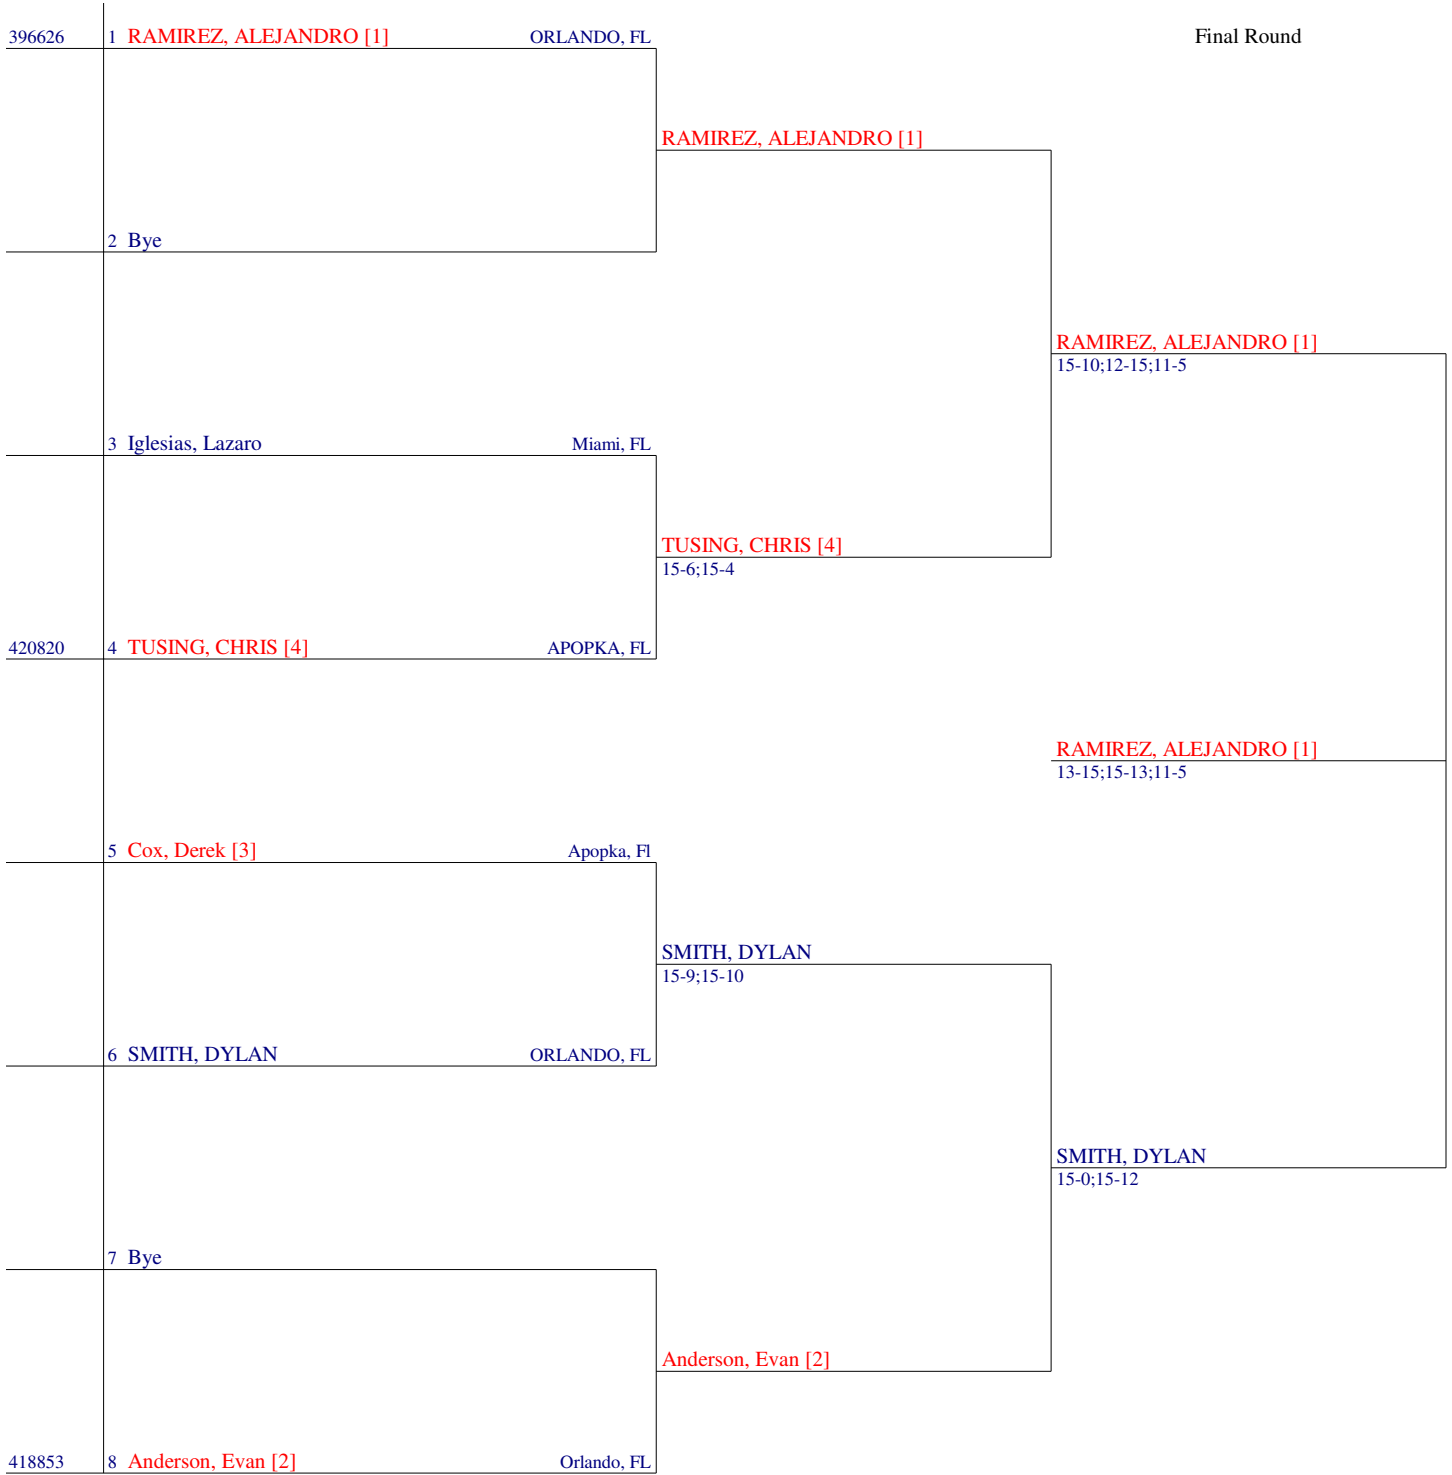 396626 1 RAMIREZ, ALEJANDRO [1] ORLANDO, FL Final Round
RAMIREZ, ALEJANDRO [1]
2 Bye
RAMIREZ, ALEJANDRO [1]
15-10;12-15;11-5
3 Iglesias, Lazaro Miami, FL
TUSING, CHRIS [4]
15-6;15-4
420820 4 TUSING, CHRIS [4] APOPKA, FL
RAMIREZ, ALEJANDRO [1]
13-15;15-13;11-5
5 Cox, Derek [3] Apopka, Fl
SMITH, DYLAN
15-9;15-10
6 SMITH, DYLAN ORLANDO, FL
SMITH, DYLAN
15-0;15-12
7 Bye
Anderson, Evan [2]
418853 8 Anderson, Evan [2] Orlando, FL